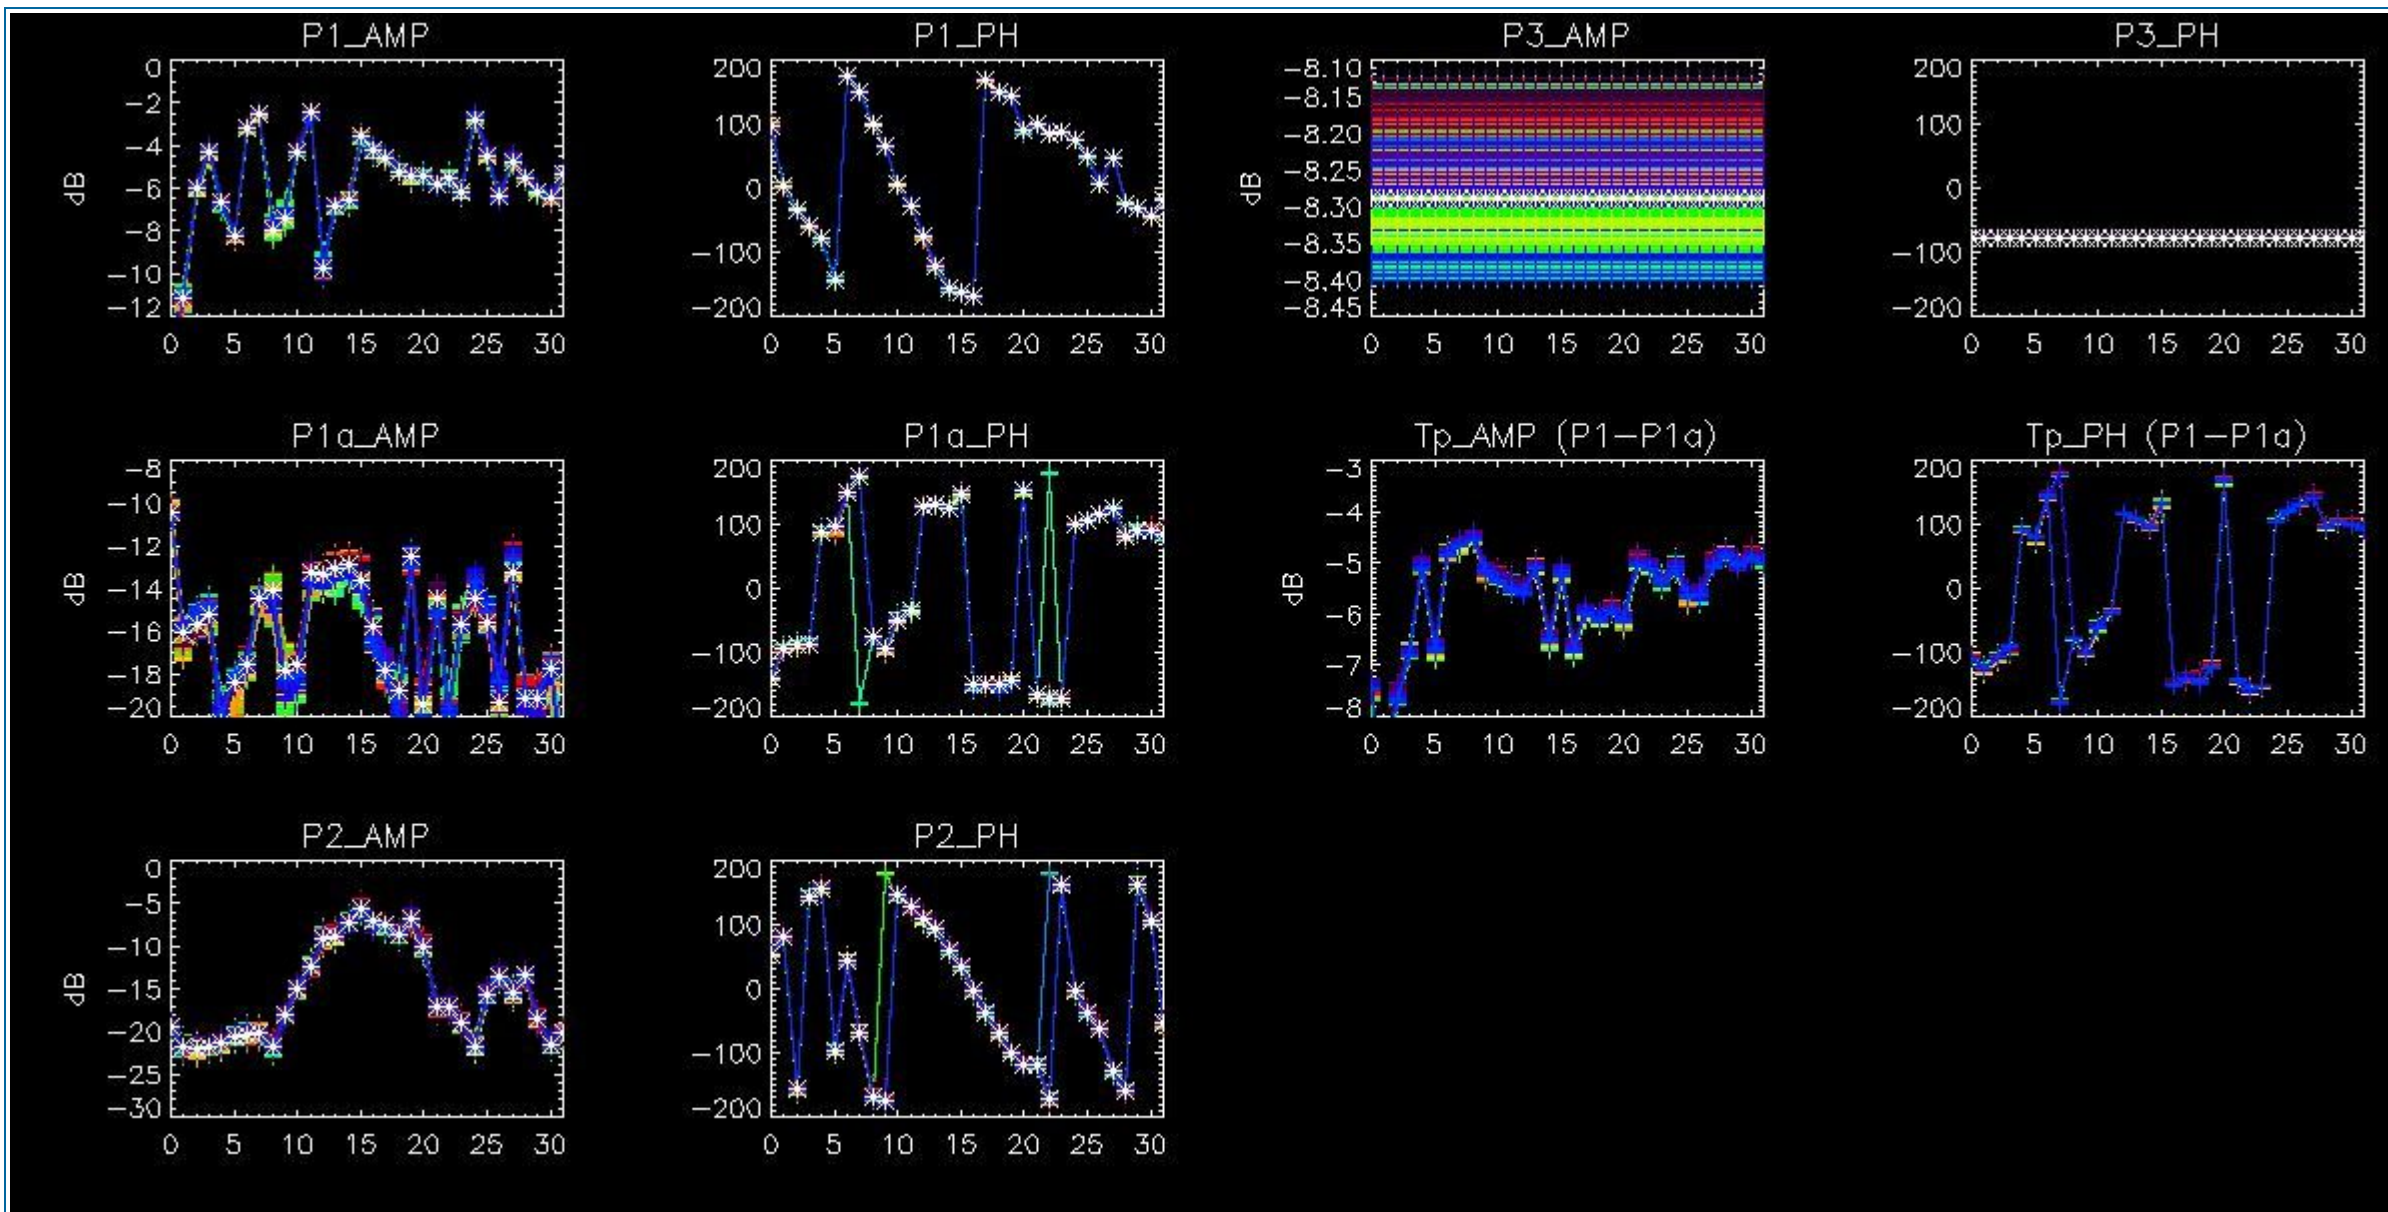 P1_AMP
P1_PH
P3_AMP
P3_PH
0
−2
−4
−6
−8
−10
−12
dB
0 5 10 15 20 25 30
200
100
0
−100
−200
0 5 10 15 20 25 30
−8.10
−8.15
−8.20
−8.25
−8.30
−8.35
−8.40
−8.45
dB
0 5 10 15 20 25 30
200
100
0
−100
−200
0 5 10 15 20 25 30
P1a_AMP
P1a_PH
Tp_AMP (P1−P1a)
Tp_PH (P1−P1a)
−8
−10
−12
−14
−16
−18
−20
dB
0 5 10 15 20 25 30
200
100
0
−100
−200
0 5 10 15 20 25 30
−3
−4
−5
−6
−7
−8
dB
0 5 10 15 20 25 30
200
100
0
−100
−200
0 5 10 15 20 25 30
P2_AMP
P2_PH
0
−5
−10
−15
−20
−25
−30
dB
0 5 10 15 20 25 30
200
100
0
−100
−200
0 5 10 15 20 25 30